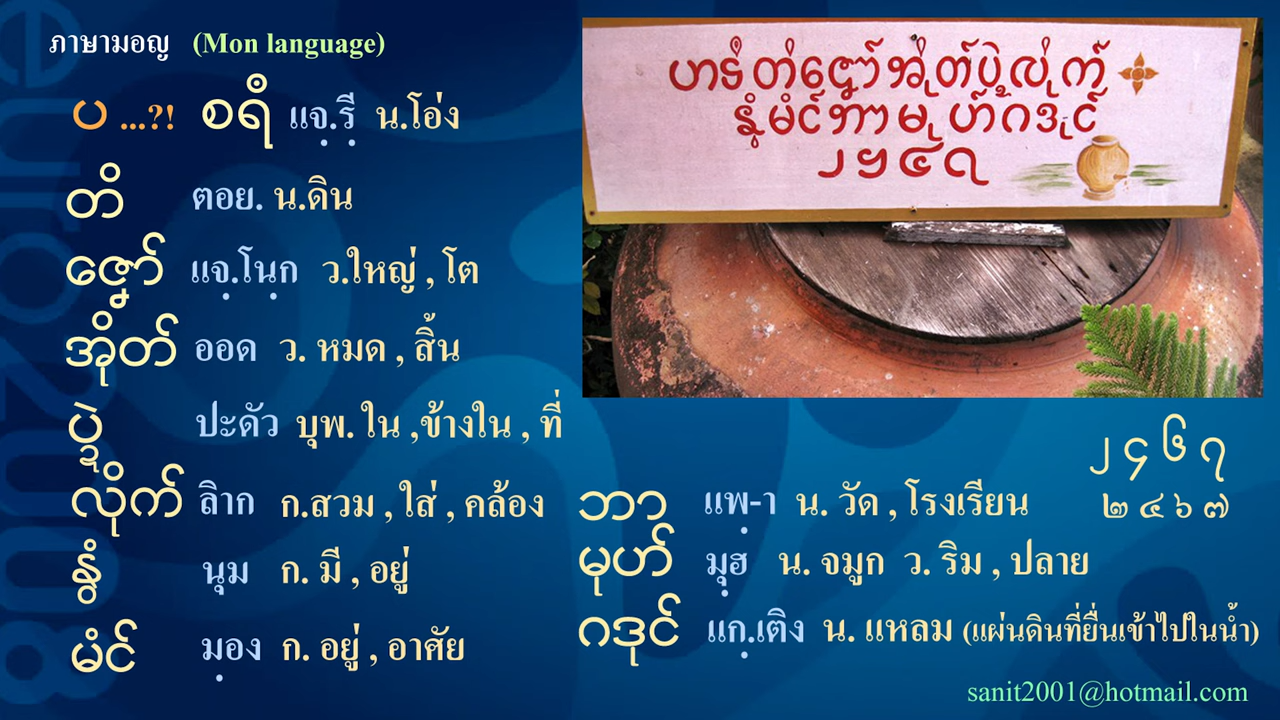 ภาษามอญ (Mon language)
ပ ...?! စရိံ แจฺ.รีฺ น.โอ่ง
တိ ตอย. น.ดิน
ဇၞော် แจฺ.โนฺก ว.ใหญ่ , โต
အိုတ် ออด ว. หมด , สิ้น
ပ္ဍဲ ปะดัว บุพ. ใน ,ข้างใน , ที่
လိုက် ลิาก ก.สวม , ใส่ , คล้อง
နွံ นุม ก. มี , อยู่
မံင် มฺอง ก. อยู่ , อาศัย
၂၄၆၇
๒๔๖๗
ဘာ แพฺ-า น. วัด , โรงเรียน
မုဟ် มฺุฮ น. จมูก ว. ริม , ปลาย
ဂဒုင် แกฺ.เติง น. แหลม (แผ่นดินที่ยื่นเข้าไปในน้ำ)
sanit2001@hotmail.com